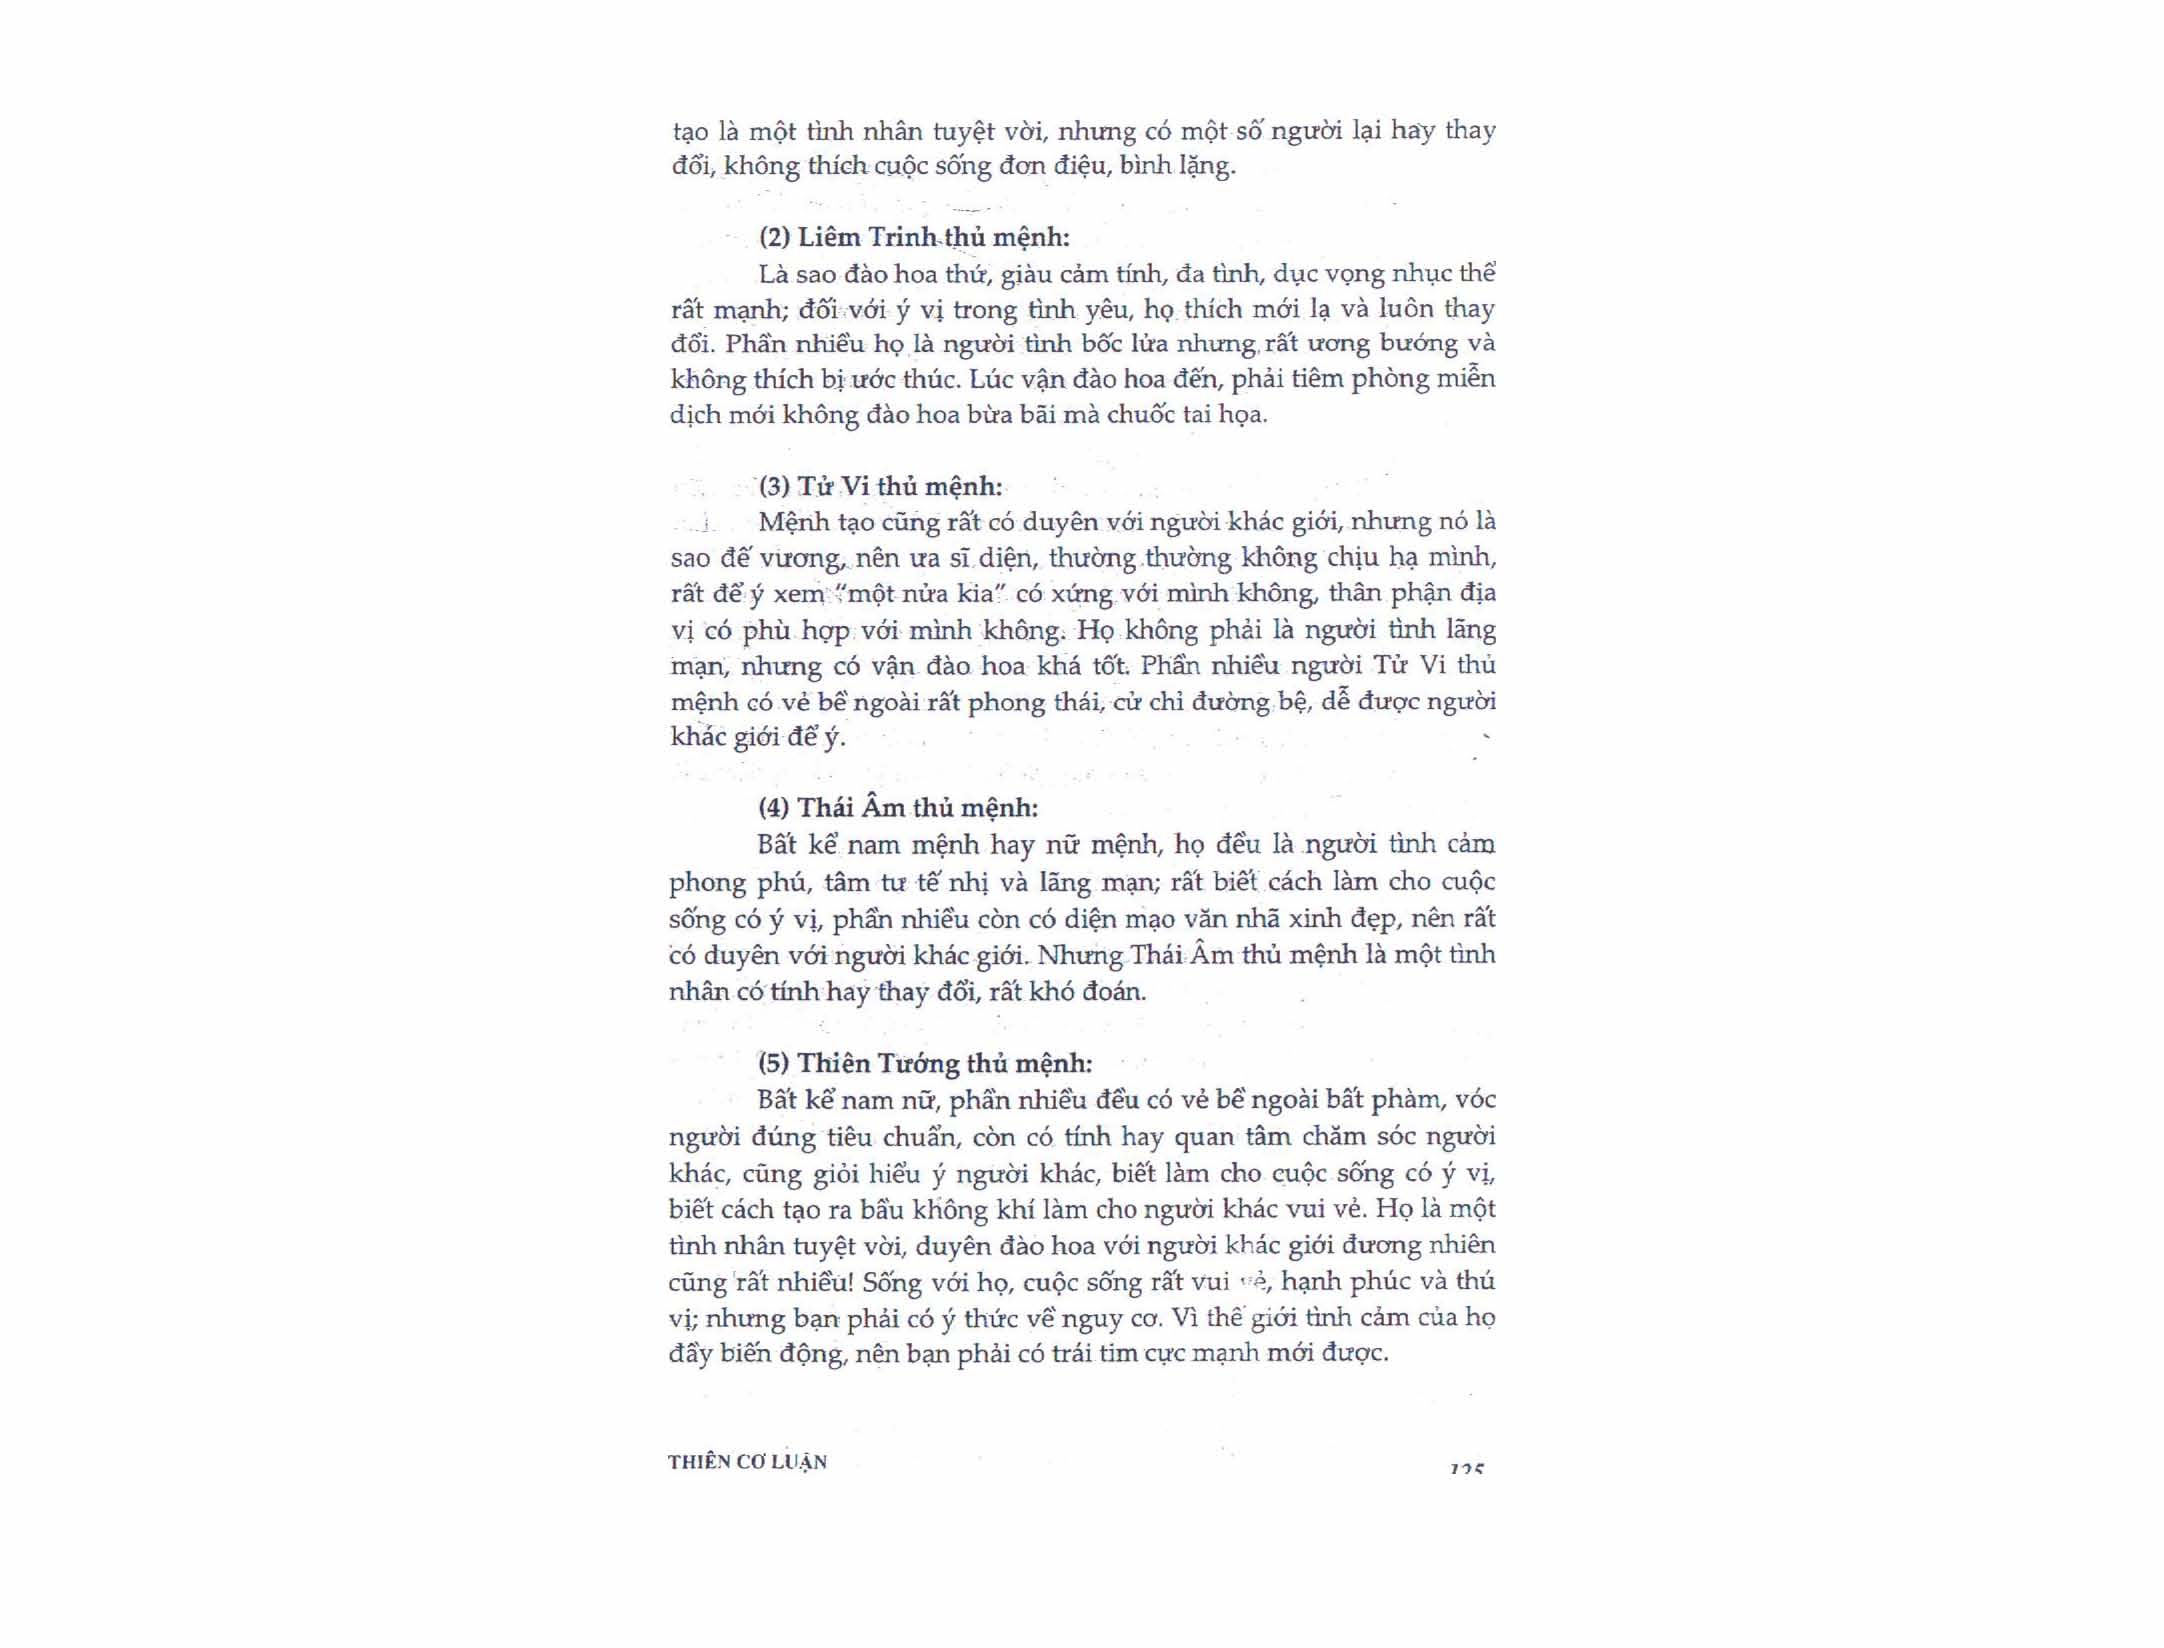 tạo là một tình nhân tuyệt vời, nhưng có một số người lại hay thay
đổi, không thích cuộc sống đơn điệu, bình lặng.
(2) Liêm Trinh thủ mệnh:
Là sao đào hoa thứ, giàu cảm tính, đa tình, dục vọng nhục thể
rất mạnh; đối với ý vị trong tình yêu, họ thích mới lạ và luôn thay
đổi. Phần nhiều họ là người tình bốc lửa nhưng rất ương bướng và
không thích bị ước thúc. Lúc vận đào hoa đến, phải tiêm phòng miễn
dịch mới không đào hoa bừa bãi mà chuốc tai họa.
(3) Tử Vi thủ mệnh:
Mệnh tạo cũng rất có duyên với người khác giới, nhưng nó là
sao đế vương, nên ưa sĩ diện, thường thường không chịu hạ mình,
rất để ý xem “một nửa kia” có xứng với mình không, thân phận địa
vị có phù hợp với mình không. Họ không phải là người tình lãng
mạn, nhưng có vận đào hoa khá tốt. Phần nhiều người Tử Vi thủ
mệnh có vẻ bề ngoài rất phong thái, cử chỉ đường bệ, dễ được người
khác giới để ý.
(4) Thái Âm thủ mệnh:
Bất kể nam mệnh hay nữ mệnh, họ đều là người tình cảm
phong phú, tâm tư tế nhị và lãng mạn; rất biết cách làm cho cuộc
sống có ý vị, phần nhiều còn có diện mạo văn nhã xinh đẹp, nên rất
có duyên với người khác giới. Nhưng Thái Âm thủ mệnh là một tình
nhân có tính hay thay đổi, rất khó đoán.
(5) Thiên Tướng thủ mệnh:
Bất kể nam nữ, phần nhiều đều có vẻ bề ngoài bất phàm, vóc
người đúng tiêu chuẩn, còn có tính hay quan tâm chăm sóc người
khác, cũng giỏi hiểu ý người khác, biết làm cho cuộc sống có ý vị,
biết cách tạo ra bầu không khí làm cho người khác vui vẻ. Họ là một
tình nhân tuyệt vời, duyên đào hoa với người khác giới đương nhiên
cũng rất nhiều! Sống với họ, cuộc sống rất vui vẻ, hạnh phúc và thú
vị; nhưng bạn phải có ý thức về nguy cơ. Vì thế giới tình cảm của họ
đầy biến động, nên bạn phải có trái tim cực mạnh mới được.
THIÊN CƠ LUẬN